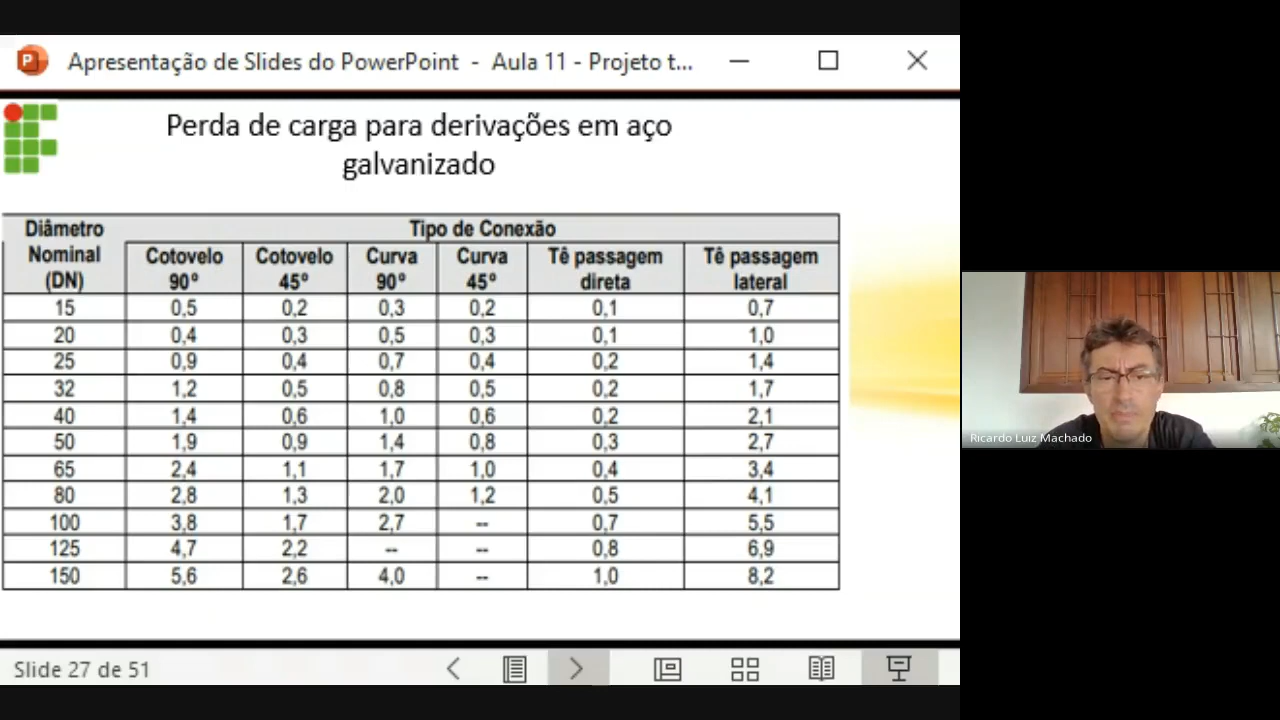 Apresentação de Slides do PowerPoint - Aula 11 - Projeto t...
Perda de carga para derivações em aço
galvanizado
Diâmetro Nominal (DN) Tipo de Conexão
Cotovelo 90º Cotovelo 45º Curva 90º Curva 45º Tê passagem direta Tê passagem lateral
15 0,5 0,2 0,3 0,2 0,1 0,7
20 0,4 0,3 0,5 0,3 0,1 1,0
25 0,9 0,4 0,7 0,4 0,2 1,4
32 1,2 0,5 0,8 0,5 0,2 1,7
40 1,4 0,6 1,0 0,6 0,2 2,1
50 1,9 0,9 1,4 0,8 0,3 2,7
65 2,4 1,1 1,7 1,0 0,4 3,4
80 2,8 1,3 2,0 1,2 0,5 4,1
100 3,8 1,7 2,7 -- 0,7 5,5
125 4,7 2,2 -- -- 0,8 6,9
150 5,6 2,6 4,0 -- 1,0 8,2
Ricardo Luiz Machado
Slide 27 de 51